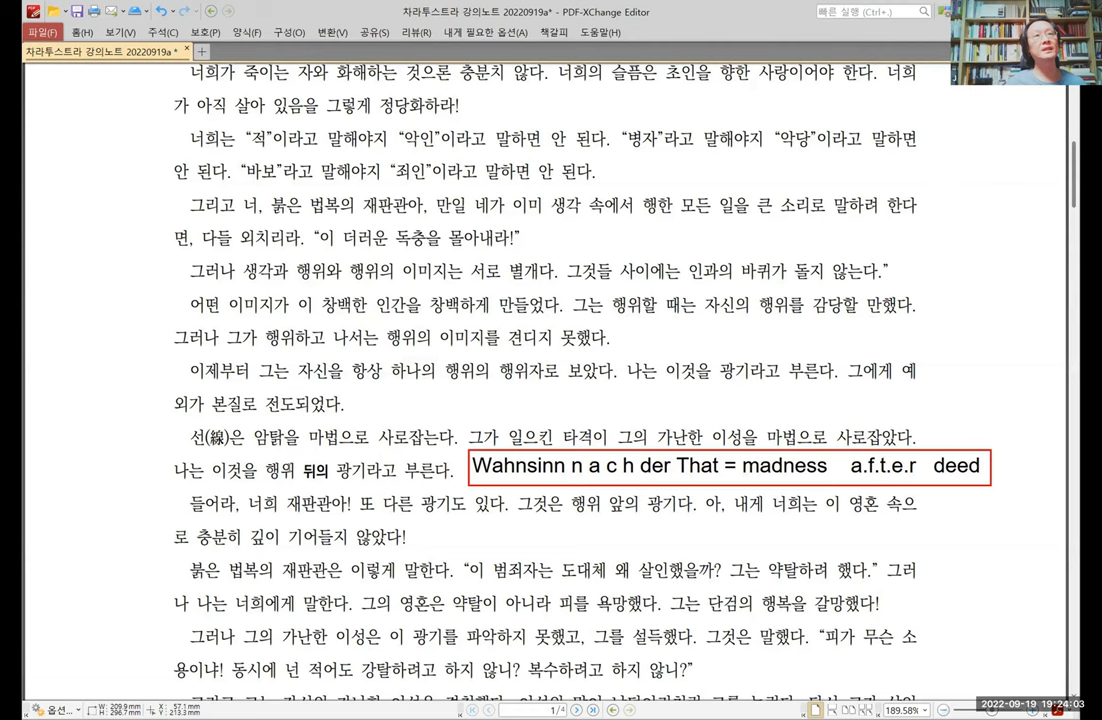 차라투스트라 강의노트 20220919a* - PDF-XChange Editor
빠른 실행 (Ctrl+.)
파일(F) 홈(H) 보기(V) 주석(C) 보호(P) 양식(F) 구성(O) 변환(V) 공유(S) 리뷰(R) 내게 필요한 옵션(A) 책갈피 도움말(H)
차라투스트라 강의노트 20220919a *
너희가 죽이는 자와 화해하는 것으론 충분치 않다. 너희의 슬픔은 초인을 향한 사랑이어야 한다. 너희
가 아직 살아 있음을 그렇게 정당화하라!
너희는 “적”이라고 말해야지 “악인”이라고 말하면 안 된다. “병자”라고 말해야지 “악당”이라고 말하면
안 된다. “바보”라고 말해야지 “죄인”이라고 말하면 안 된다.
그리고 너, 붉은 법복의 재판관아, 만일 네가 이미 생각 속에서 행한 모든 일을 큰 소리로 말하려 한다
면, 다들 외치리라. “이 더러운 독충을 몰아내라!”
그러나 생각과 행위와 행위의 이미지는 서로 별개다. 그것들 사이에는 인과의 바퀴가 돌지 않는다.”
어떤 이미지가 이 창백한 인간을 창백하게 만들었다. 그는 행위할 때는 자신의 행위를 감당할 만했다.
그러나 그가 행위하고 나서는 행위의 이미지를 견디지 못했다.
이제부터 그는 자신을 항상 하나의 행위의 행위자로 보았다. 나는 이것을 광기라고 부른다. 그에게 예
외가 본질로 전도되었다.
선(線)은 암탉을 마법으로 사로잡는다. 그가 일으킨 타격이 그의 가난한 이성을 마법으로 사로잡았다.
나는 이것을 행위 뒤의 광기라고 부른다. Wahnsinn n a c h der That = madness a.f.t.e.r deed
들어라, 너희 재판관아! 또 다른 광기도 있다. 그것은 행위 앞의 광기다. 아, 내게 너희는 이 영혼 속으
로 충분히 깊이 기어들지 않았다!
붉은 법복의 재판관은 이렇게 말한다. “이 범죄자는 도대체 왜 살인했을까? 그는 약탈하려 했다.” 그러
나 나는 너희에게 말한다. 그의 영혼은 약탈이 아니라 피를 욕망했다. 그는 단검의 행복을 갈망했다!
그러나 그의 가난한 이성은 이 광기를 파악하지 못했고, 그를 설득했다. 그것은 말했다. “피가 무슨 소
용이냐! 동시에 넌 적어도 강탈하려고 하지 않니? 복수하려고 하지 않니?”
옵션... W: 209.9mm H: 296.7mm X: 57.1mm Y: 213.3mm 1/4 189.58%
2022-09-19 19:24:03